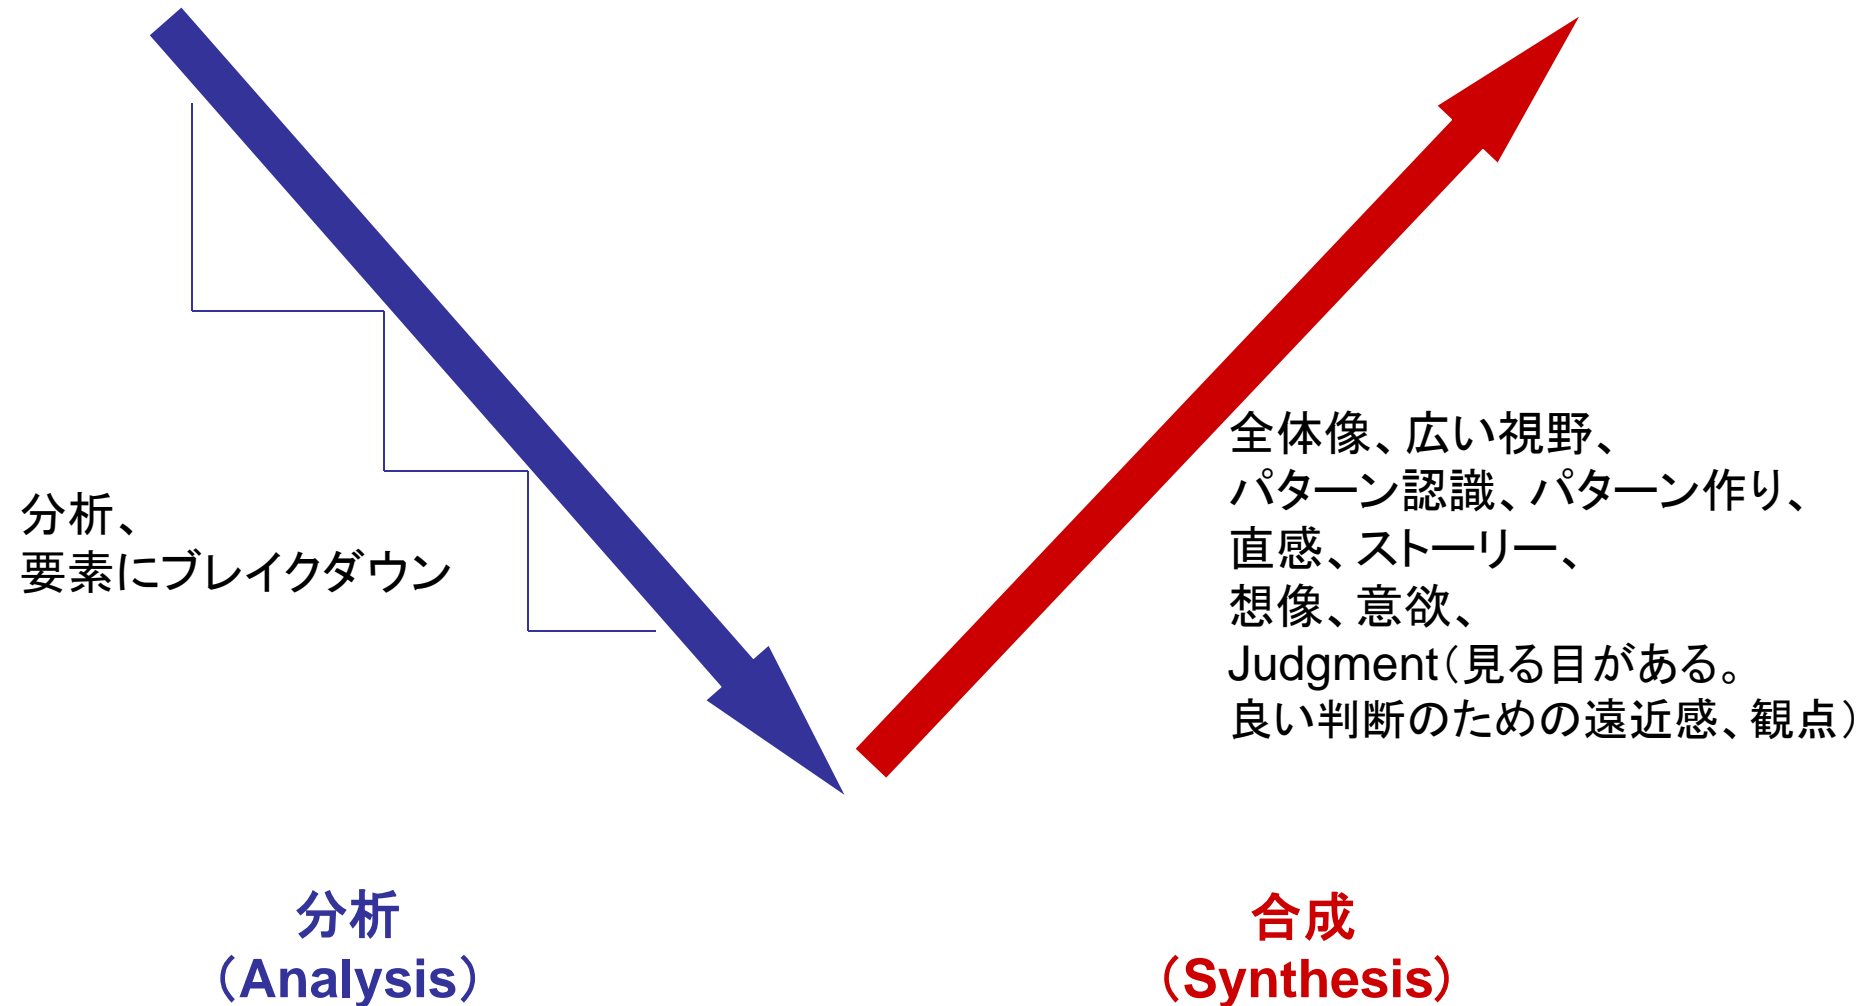 分析、
要素にブレイクダウン
全体像、広い視野、
パターン認識、パターン作り、
直感、ストーリー、
想像、意欲、
Judgment（見る目がある。
良い判断のための遠近感、観点）
分析
（Analysis）
合成
（Synthesis）